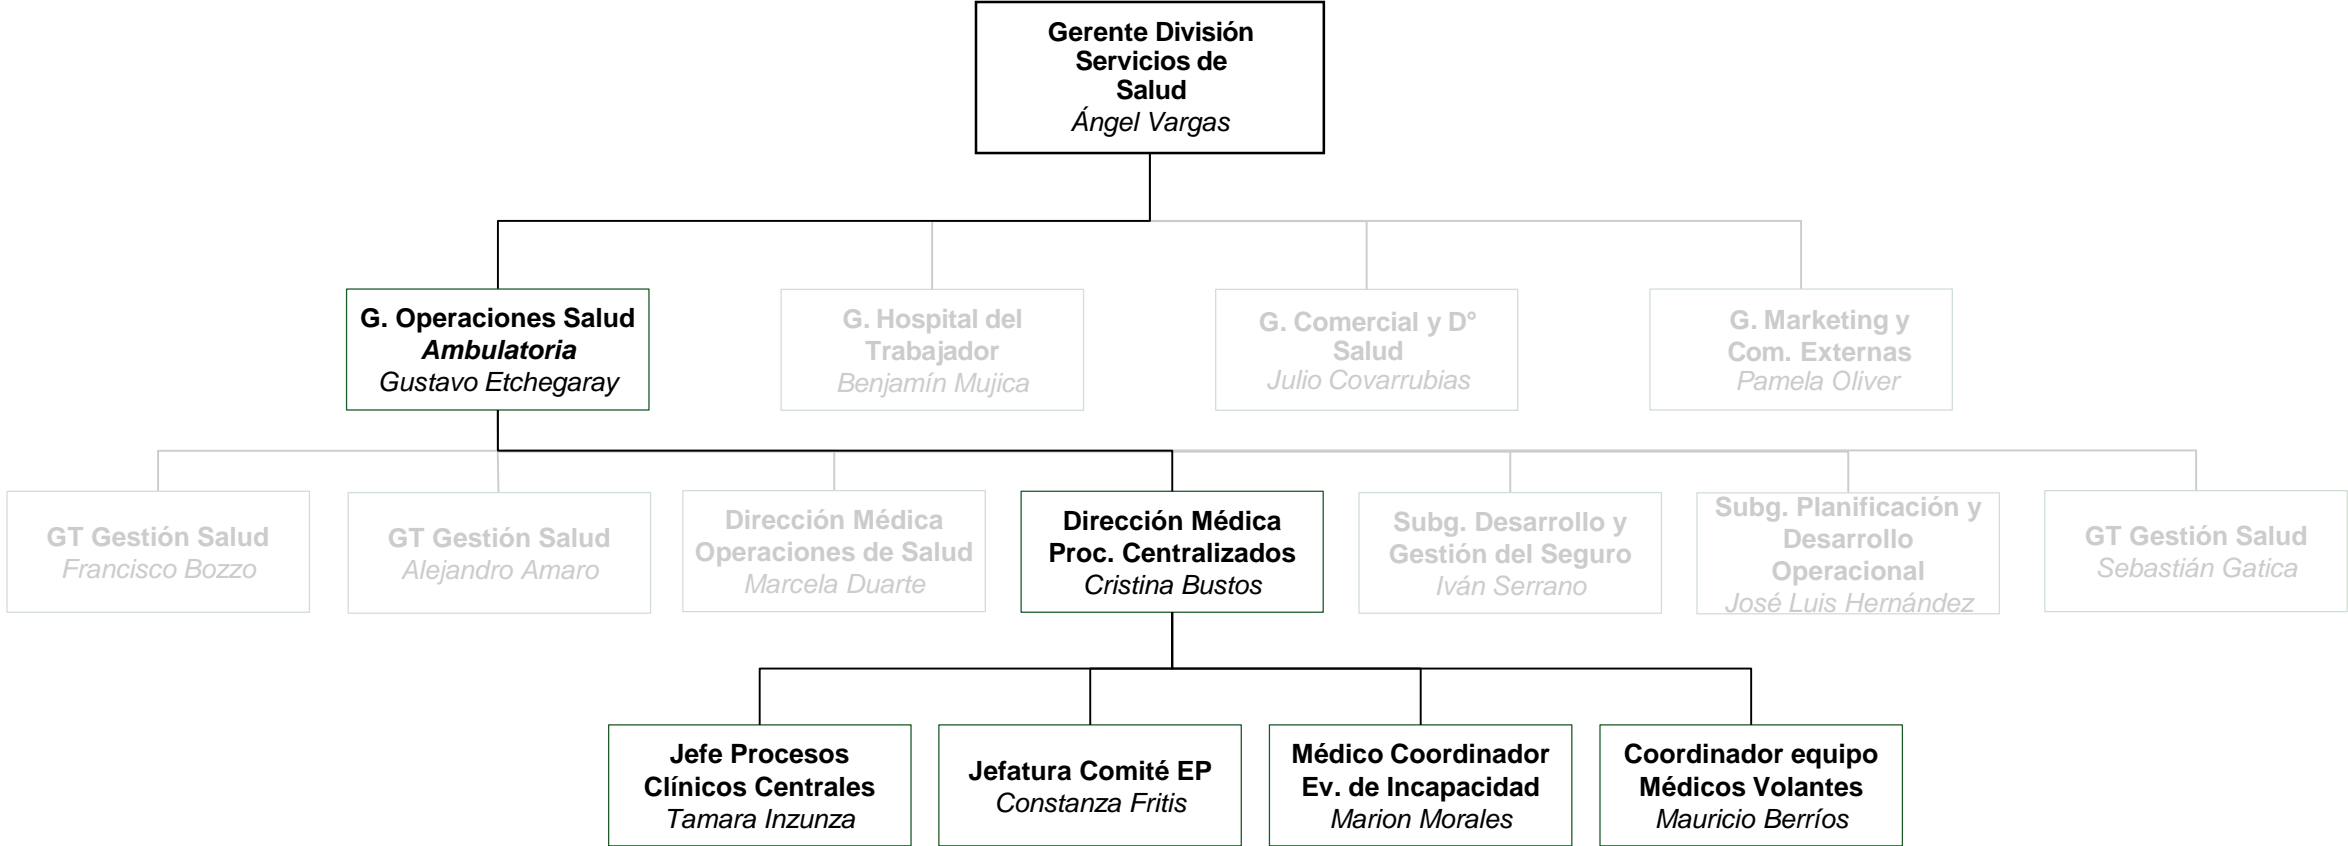 Gerente División
Servicios de
Salud
Ángel Vargas
G. Operaciones Salud
Ambulatoria
Gustavo Etchegaray
G. Hospital del
Trabajador
Benjamín Mujica
G. Comercial y D°
Salud
Julio Covarrubias
G. Marketing y
Com. Externas
Pamela Oliver
GT Gestión Salud
Francisco Bozzo
GT Gestión Salud
Alejandro Amaro
Dirección Médica
Operaciones de Salud
Marcela Duarte
Dirección Médica
Proc. Centralizados
Cristina Bustos
Subg. Desarrollo y
Gestión del Seguro
Iván Serrano
Subg. Planificación y
Desarrollo
Operacional
José Luis Hernández
GT Gestión Salud
Sebastián Gatica
Jefe Procesos
Clínicos Centrales
Tamara Inzunza
Jefatura Comité EP
Constanza Fritis
Médico Coordinador
Ev. de Incapacidad
Marion Morales
Coordinador equipo
Médicos Volantes
Mauricio Berríos